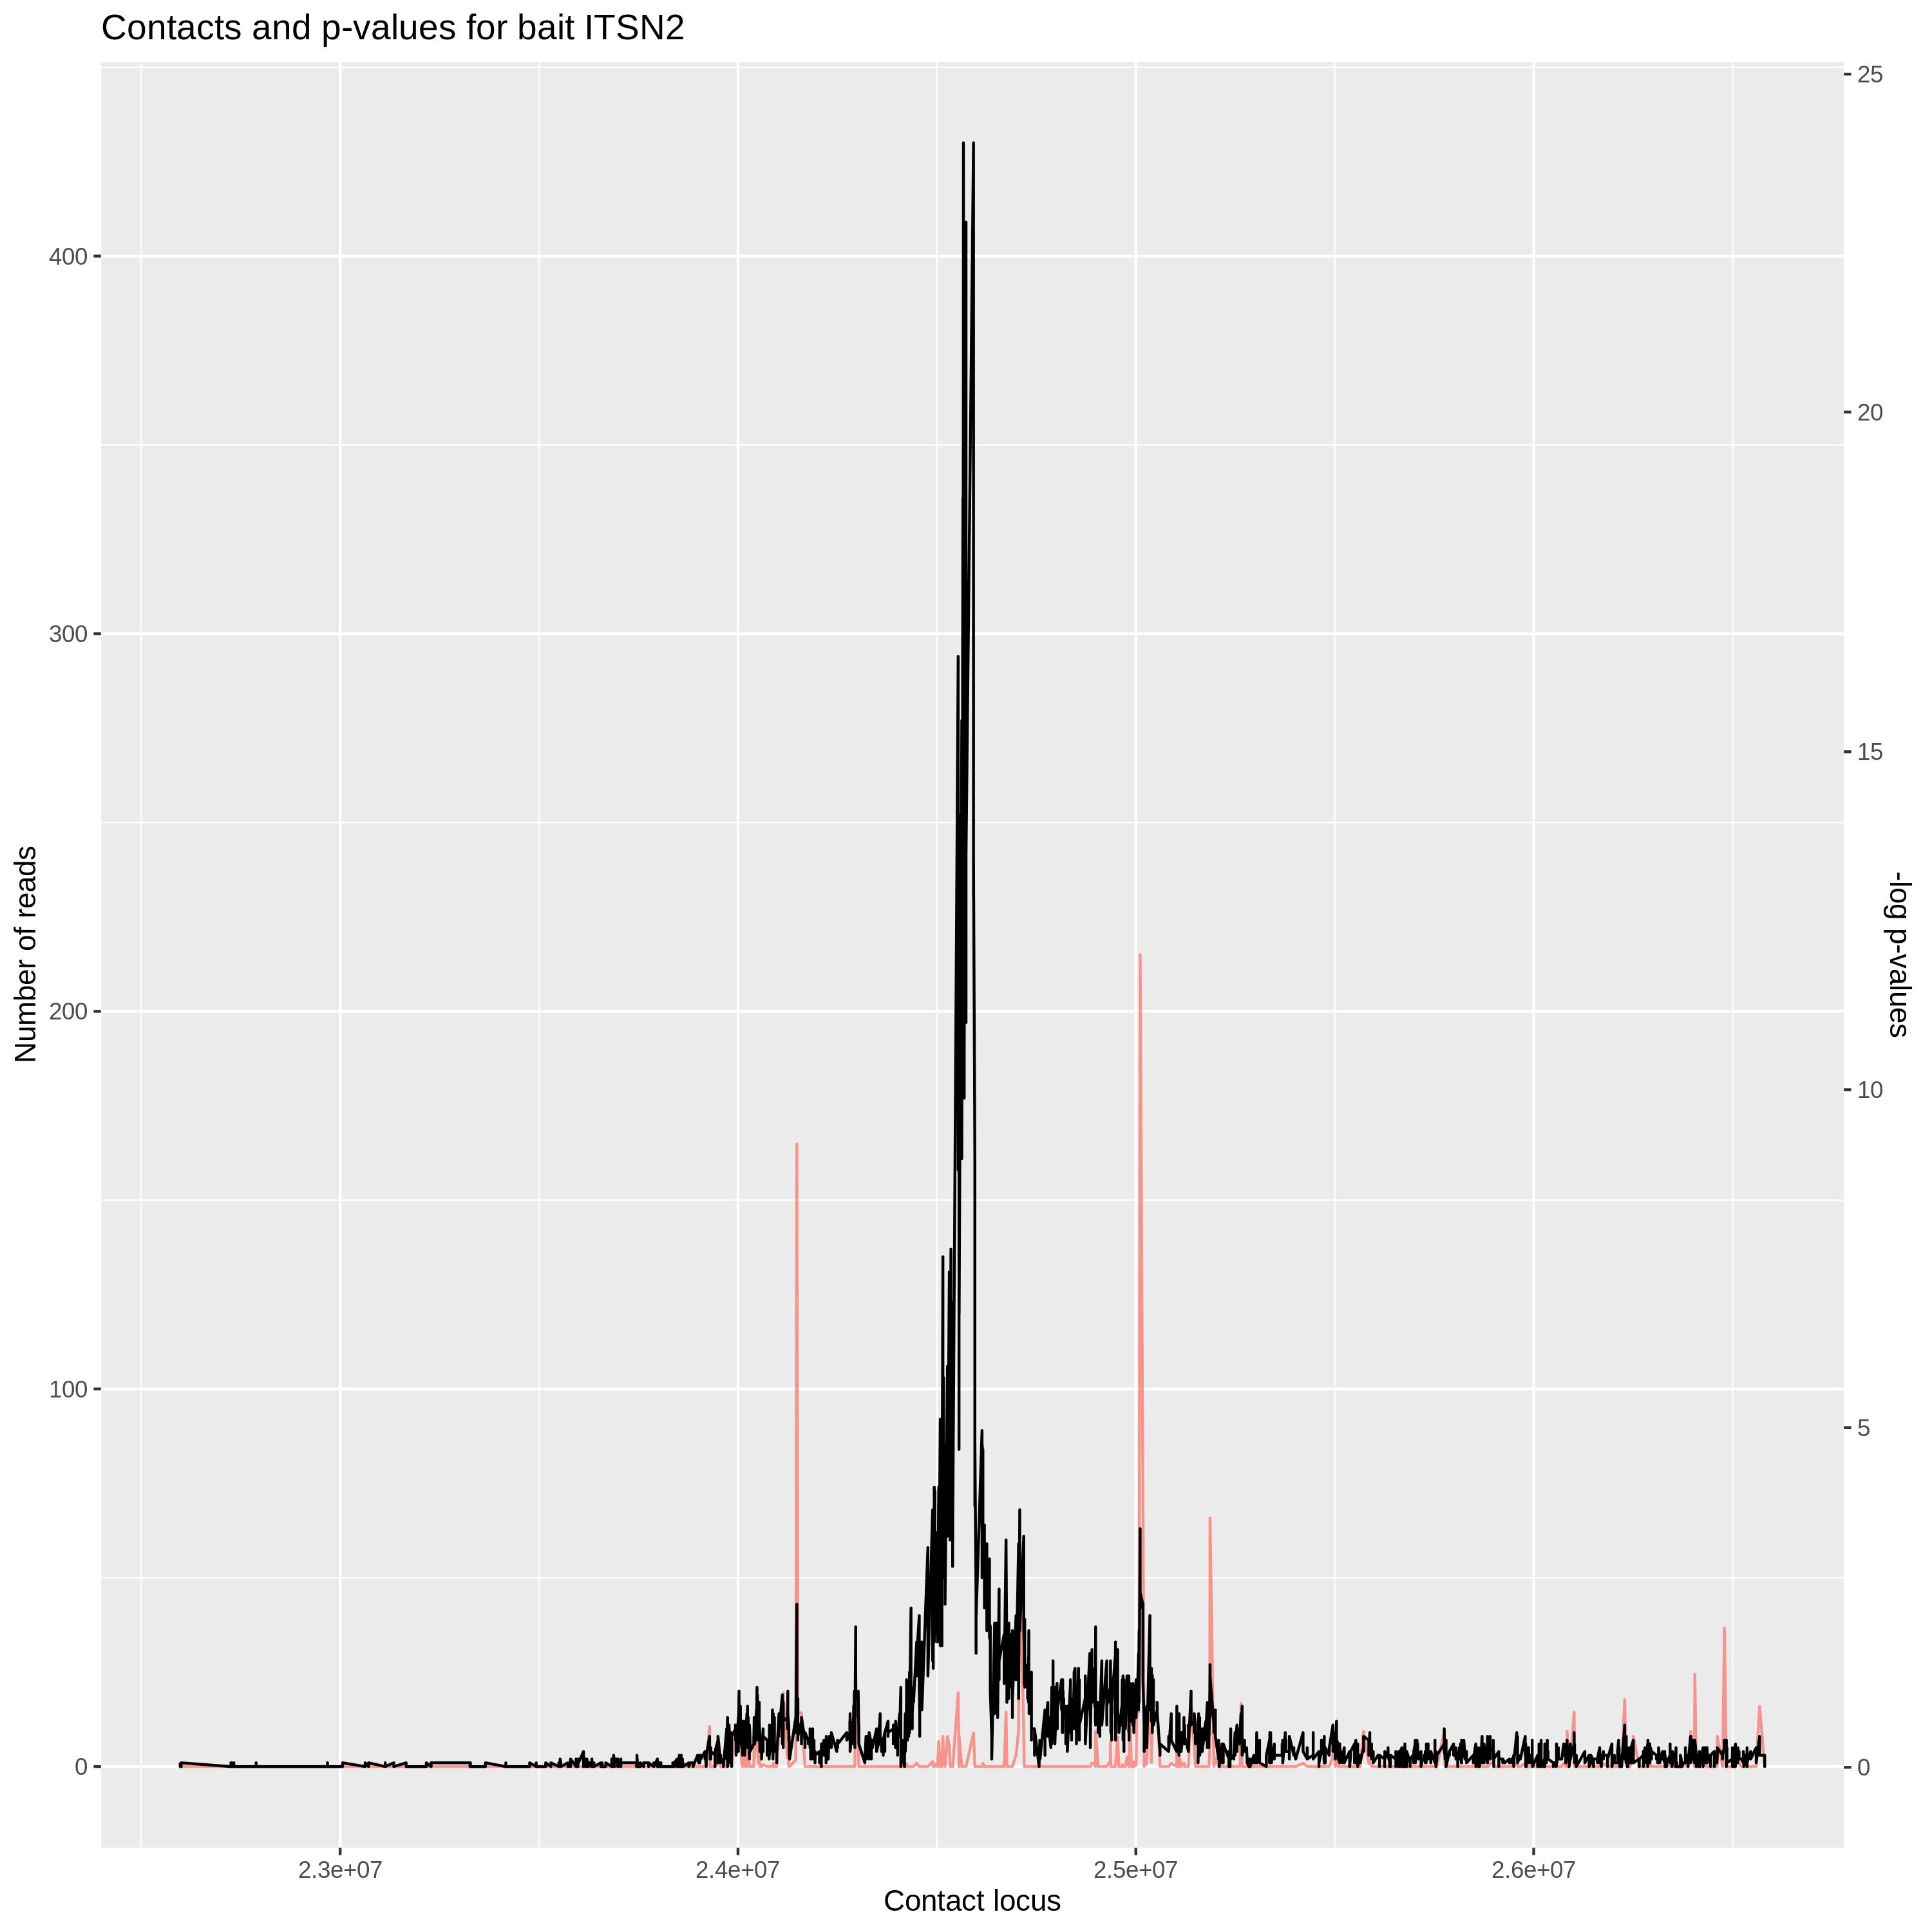 Contacts and p-values for bait ITSN2
Number of reads
400
300
200
100
0
25
20
15
10
5
0
-log p-values
2.3e+07
2.4e+07
2.5e+07
2.6e+07
Contact locus